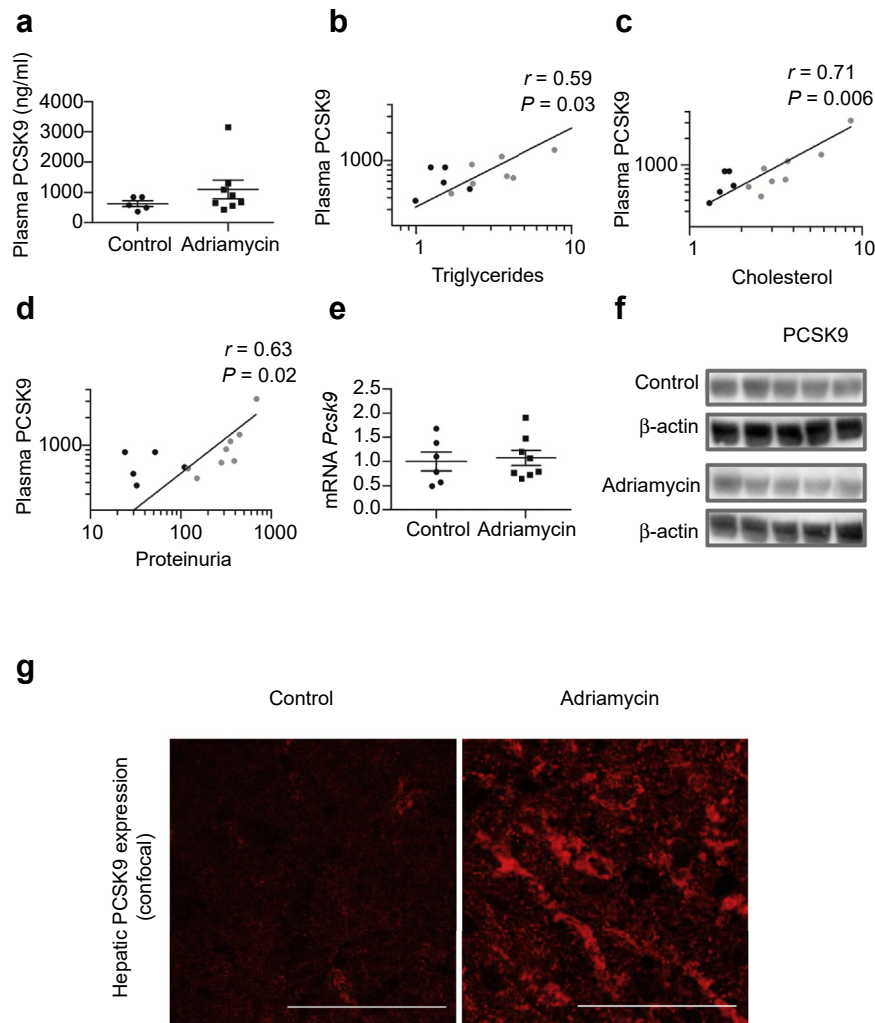 a
Plasma PCSK9 (ng/ml)
4000
3000
2000
1000
0
Control Adriamycin
b
r = 0.59
P = 0.03
Plasma PCSK9
1000
1 10
Triglycerides
c
r = 0.71
P = 0.006
Plasma PCSK9
1000
1 10
Cholesterol
d
r = 0.63
P = 0.02
Plasma PCSK9
1000
10 100 1000
Proteinuria
e
mRNA Pcsk9
2.5
2.0
1.5
1.0
0.5
0.0
Control Adriamycin
f
PCSK9
Control
β-actin
Adriamycin
β-actin
g
Control Adriamycin
Hepatic PCSK9 expression
(confocal)